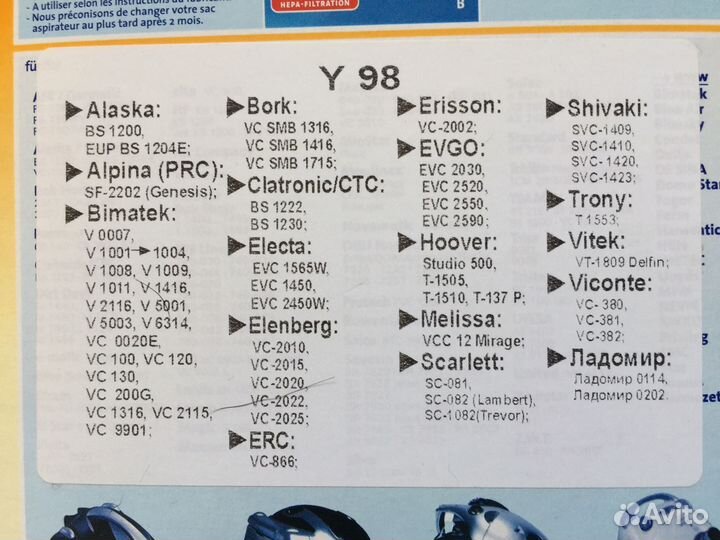 - A utiliser selon les instructions du
- Nous préconisons de changer votre sac
aspirateur au plus tard après 2 mois.
HEPA-FILTRATION
B
Y 98
Alaska:
BS 1200,
EUP BS 1204E;
Alpina (PRC):
SF-2202 (Genesis);
Bimatek:
V 0007,
V 1001→1004,
V 1008, V 1009,
V 1011, V 1416,
V 2116, V 5001,
V 5003, V 6314,
VC 0020E,
VC 100, VC 120,
VC 130,
VC 200G,
VC 1316, VC 2115,
VC 9901;
Bork:
VC SMB 1316,
VC SMB 1416,
VC SMB 1715;
Clatronic/CTC:
BS 1222,
BS 1230;
Electa:
EVC 1565W,
EVC 1450,
EVC 2450W;
Elenberg:
VC-2010,
VC-2015,
VC-2020,
VC-2022,
VC-2025;
ERC:
VC-866;
Erisson:
VC-2002;
EVGO:
EVC 2030,
EVC 2520,
EVC 2550,
EVC 2590;
Hoover:
Studio 500,
T-1505,
T-1510, T-137 P;
Melissa:
VCC 12 Mirage;
Scarlett:
SC-081,
SC-082 (Lambert),
SC-1082(Trevor);
Shivaki:
SVC-1409,
SVC-1410,
SVC-1420,
SVC-1423;
Trony:
T 1553;
Vitek:
VT-1809 Delfin;
Viconte:
VC- 380,
VC-381,
VC-382;
Ладомир:
Ладомир 0114,
Ладомир 0202.
Avito